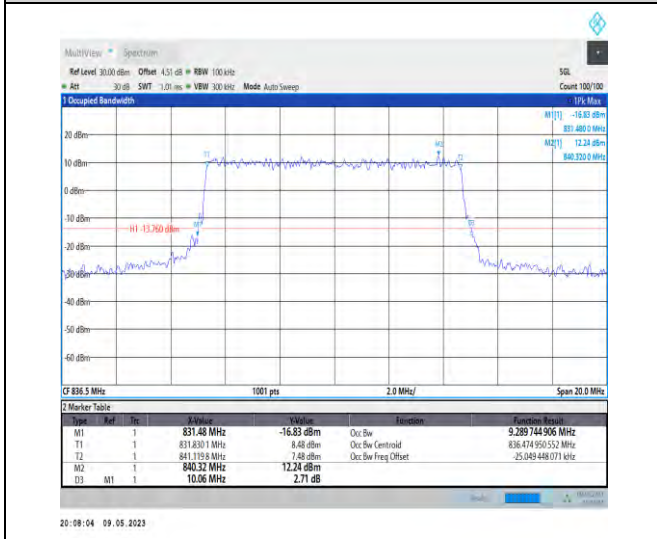 MultiView Spectrum
Ref Level 30.00 dBm Offset 4.51 dB RBW 100 kHz SGL
Att 30 dB SWT 1.01 ms VBW 300 kHz Mode Auto Sweep Count 100/100
1 Occupied Bandwidth 1Pk Max
M1[1] -16.83 dBm
831.480 0 MHz
M2[1] 12.24 dBm
840.320 0 MHz
20 dBm
M2
T1 T2
10 dBm
0 dBm
-10 dBm
M1 D3
H1 -13.760 dBm
-20 dBm
-30 dBm
-40 dBm
-50 dBm
-60 dBm
CF 836.5 MHz 1001 pts 2.0 MHz/ Span 20.0 MHz
2 Marker Table
Type Ref Trc X-Value Y-Value Function Function Result
M1 1 831.48 MHz -16.83 dBm Occ Bw 9.289 744 906 MHz
T1 1 831.830 1 MHz 8.48 dBm Occ Bw Centroid 836.474 950 552 MHz
T2 1 841.119 8 MHz 7.48 dBm Occ Bw Freq Offset -25.049 448 071 kHz
M2 1 840.32 MHz 12.24 dBm
D3 M1 1 10.06 MHz 2.71 dB
20:08:04 09.05.2023